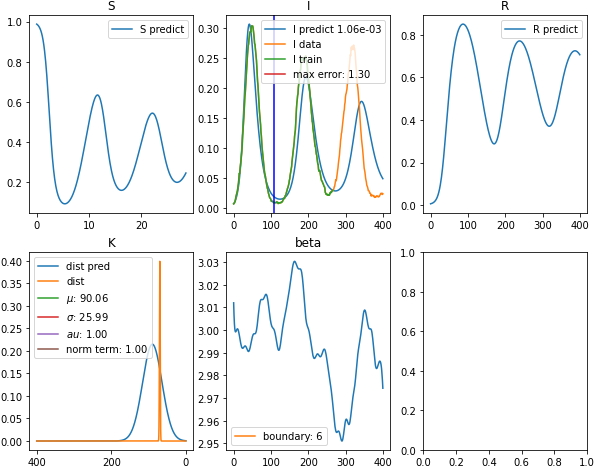 S
I
R
S predict
I predict 1.06e-03
I data
I train
max error: 1.30
R predict
1.0
0.8
0.6
0.4
0.2
0 10 20
0.30
0.25
0.20
0.15
0.10
0.05
0.00
0 100 200 300 400
0.8
0.6
0.4
0.2
0.0
0 200 400
K
beta
dist pred
dist
μ: 90.06
σ: 25.99
au: 1.00
norm term: 1.00
0.40
0.35
0.30
0.25
0.20
0.15
0.10
0.05
0.00
400 200 0
3.03
3.02
3.01
3.00
2.99
2.98
2.97
2.96
2.95
boundary: 6
0 100 200 300 400
1.0
0.8
0.6
0.4
0.2
0.0
0.0 0.2 0.4 0.6 0.8 1.0